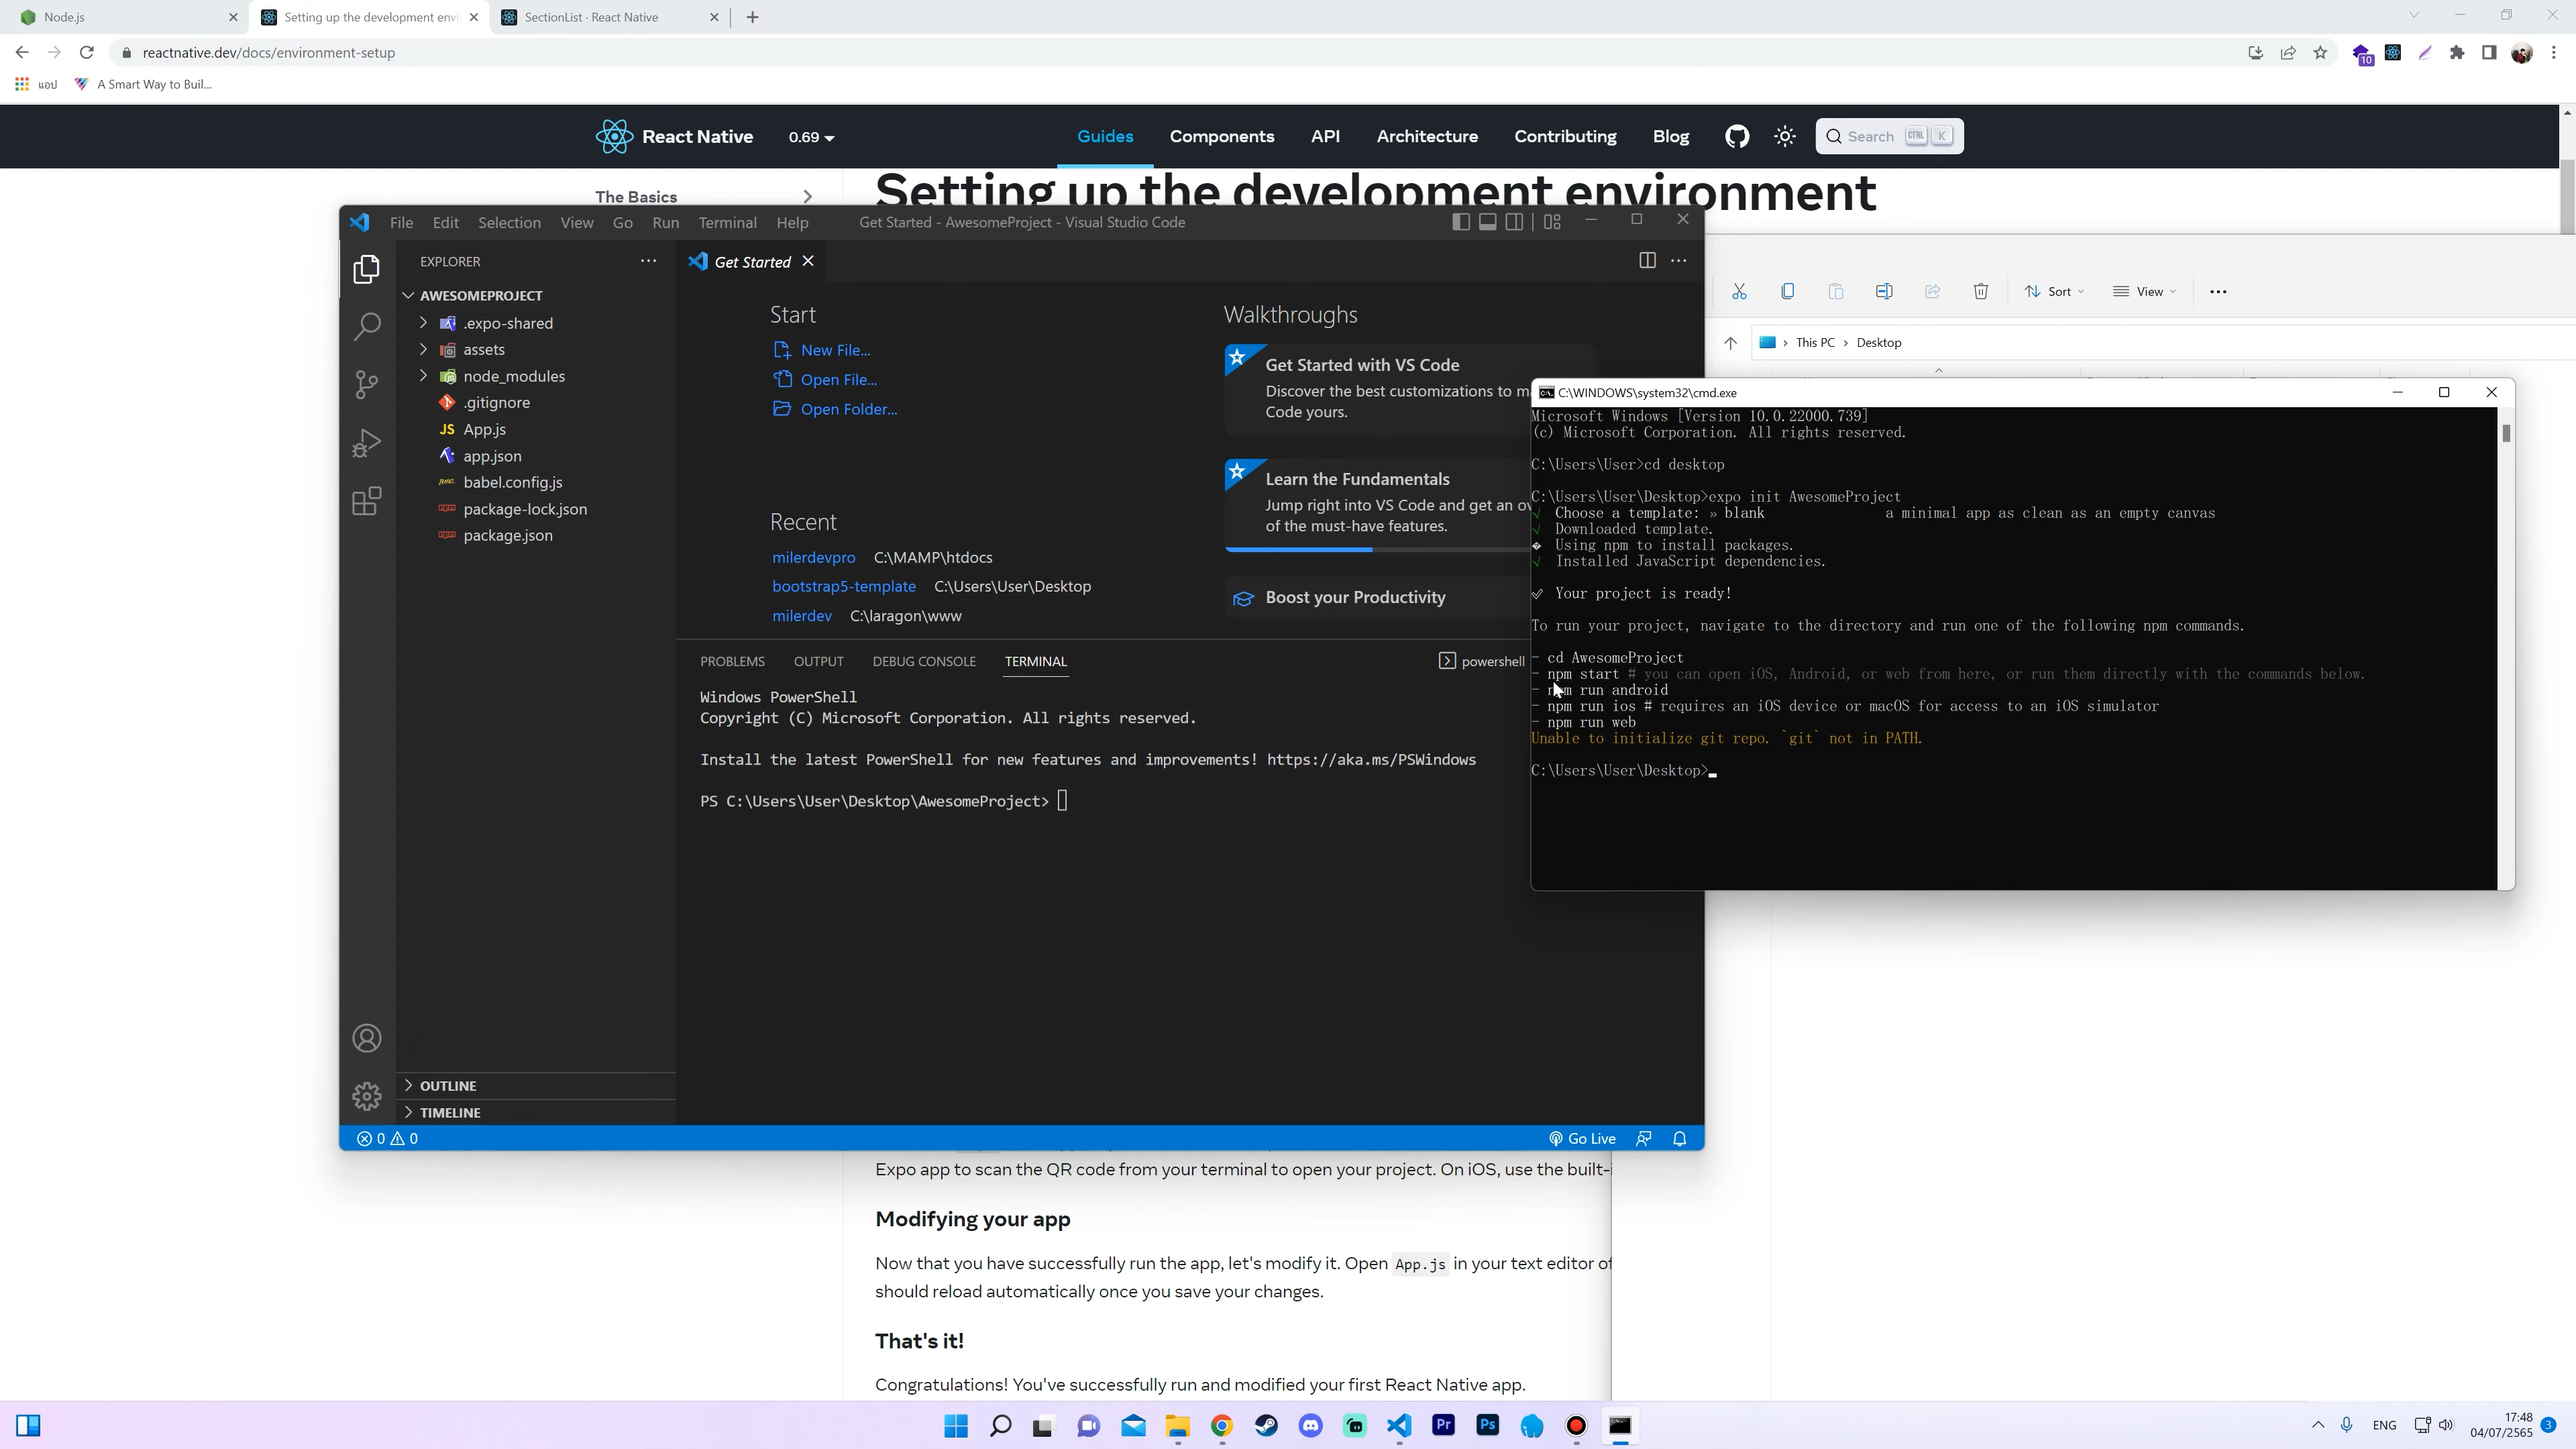 Node.js
Setting up the development envi
SectionList · React Native
reactnative.dev/docs/environment-setup
10
แอป
A Smart Way to Buil...
React Native
0.69
Guides
Components
API
Architecture
Contributing
Blog
Search
CTRL
K
The Basics
Setting up the development environment
File
Edit
Selection
View
Go
Run
Terminal
Help
Get Started - AwesomeProject - Visual Studio Code
EXPLORER
AWESOMEPROJECT
.expo-shared
assets
node_modules
.gitignore
JS App.js
app.json
babel.config.js
package-lock.json
package.json
OUTLINE
TIMELINE
Get Started
Start
New File...
Open File...
Open Folder...
Recent
milerdevpro C:\MAMP\htdocs
bootstrap5-template C:\Users\User\Desktop
milerdev C:\laragon\www
Walkthroughs
Get Started with VS Code
Discover the best customizations to m
Code yours.
Learn the Fundamentals
Jump right into VS Code and get an ov
of the must-have features.
Boost your Productivity
PROBLEMS
OUTPUT
DEBUG CONSOLE
TERMINAL
powershell
Windows PowerShell
Copyright (C) Microsoft Corporation. All rights reserved.
Install the latest PowerShell for new features and improvements! https://aka.ms/PSWindows
PS C:\Users\User\Desktop\AwesomeProject>
0 0
Go Live
Sort
View
This PC
Desktop
C:\WINDOWS\system32\cmd.exe
Microsoft Windows [Version 10.0.22000.739]
(c) Microsoft Corporation. All rights reserved.
C:\Users\User>cd desktop
C:\Users\User\Desktop>expo init AwesomeProject
√ Choose a template: » blank a minimal app as clean as an empty canvas
√ Downloaded template.
� Using npm to install packages.
√ Installed JavaScript dependencies.
✅ Your project is ready!
To run your project, navigate to the directory and run one of the following npm commands.
- cd AwesomeProject
- npm start # you can open iOS, Android, or web from here, or run them directly with the commands below.
- npm run android
- npm run ios # requires an iOS device or macOS for access to an iOS simulator
- npm run web
Unable to initialize git repo. `git` not in PATH.
C:\Users\User\Desktop>
Expo app to scan the QR code from your terminal to open your project. On iOS, use the built-i
Modifying your app
Now that you have successfully run the app, let's modify it. Open App.js in your text editor of
should reload automatically once you save your changes.
That's it!
Congratulations! You've successfully run and modified your first React Native app.
Pr
Ps
ENG
17:48
04/07/2565
3